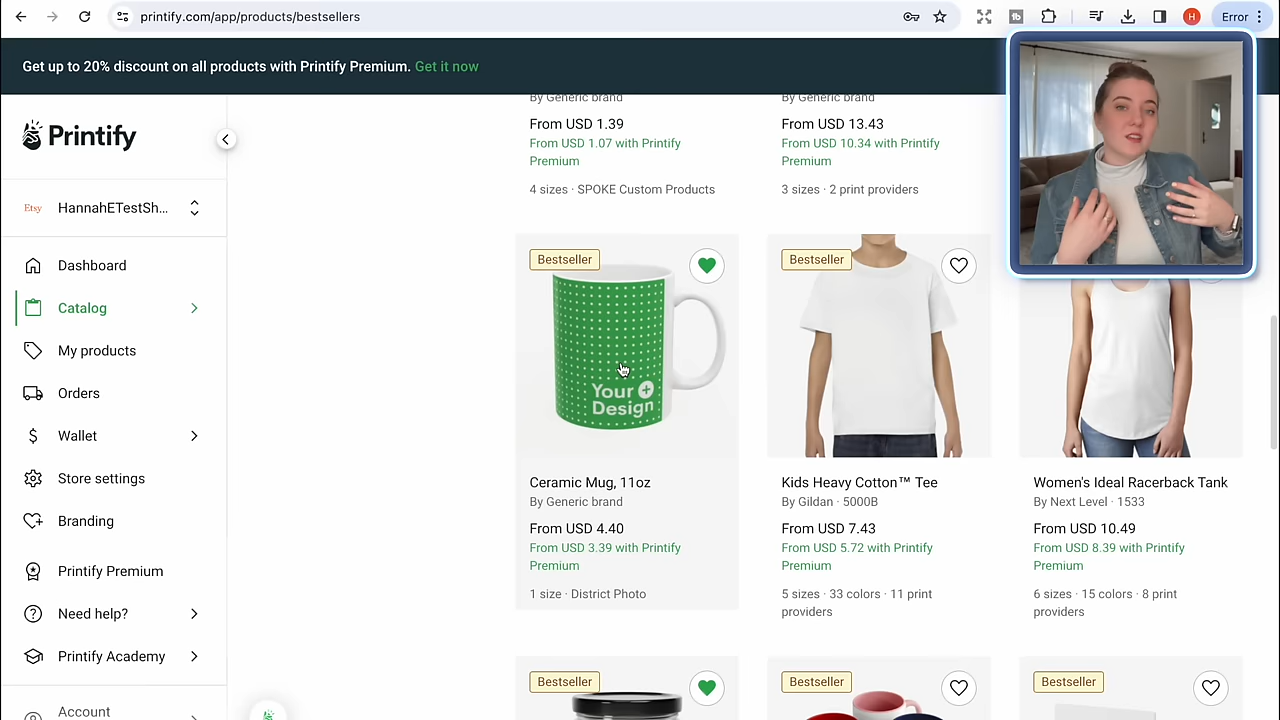 printify.com/app/products/bestsellers
H
Error
Get up to 20% discount on all products with Printify Premium. Get it now
Printify
Etsy
HannahETestSh...
Dashboard
Catalog
My products
Orders
Wallet
Store settings
Branding
Printify Premium
Need help?
Printify Academy
Account
By Generic brand
From USD 1.39
From USD 1.07 with Printify
Premium
4 sizes · SPOKE Custom Products
By Generic brand
From USD 13.43
From USD 10.34 with Printify
Premium
3 sizes · 2 print providers
Bestseller
Your
Design
Ceramic Mug, 11oz
By Generic brand
From USD 4.40
From USD 3.39 with Printify
Premium
1 size · District Photo
Bestseller
Kids Heavy Cotton™ Tee
By Gildan · 5000B
From USD 7.43
From USD 5.72 with Printify
Premium
5 sizes · 33 colors · 11 print
providers
Women's Ideal Racerback Tank
By Next Level · 1533
From USD 10.49
From USD 8.39 with Printify
Premium
6 sizes · 15 colors · 8 print
providers
Bestseller
Bestseller
Bestseller